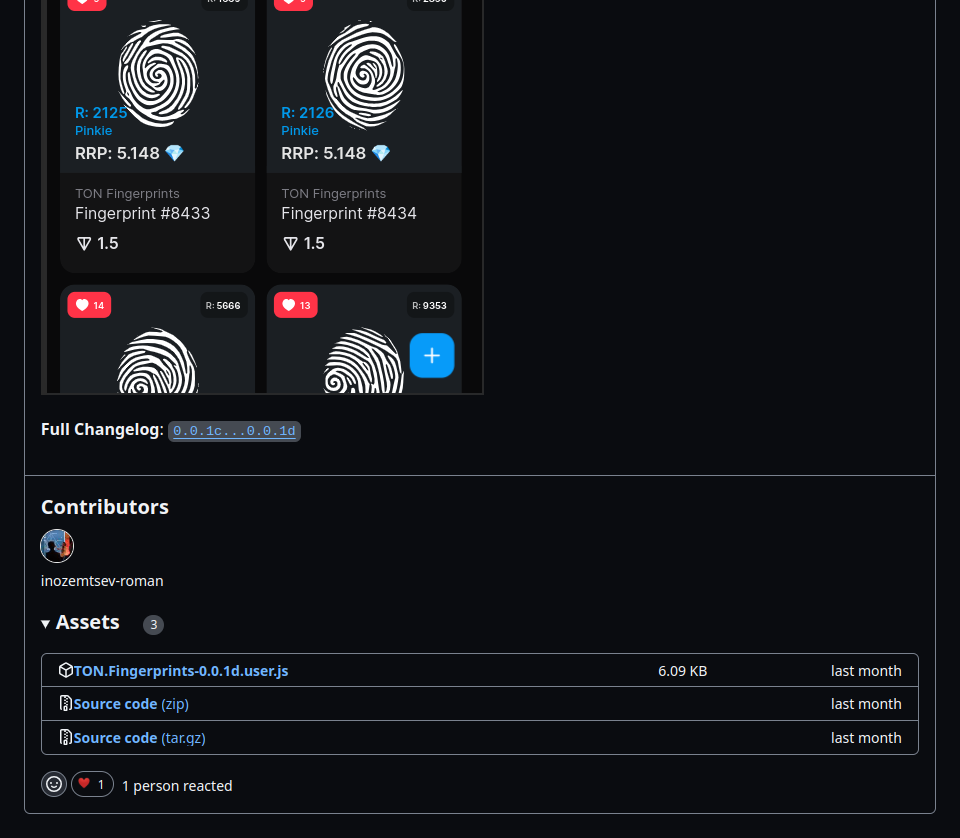 R: 2125
R: 2126
Pinkie
Pinkie
RRP: 5.148 💎
RRP: 5.148 💎
TON Fingerprints
TON Fingerprints
Fingerprint #8433
Fingerprint #8434
1.5
1.5
14
R: 5666
13
R: 9353
Full Changelog: 0.0.1c...0.0.1d
Contributors
inozemtsev-roman
Assets 3
TON.Fingerprints-0.0.1d.user.js 6.09 KB last month
Source code (zip) last month
Source code (tar.gz) last month
1 1 person reacted